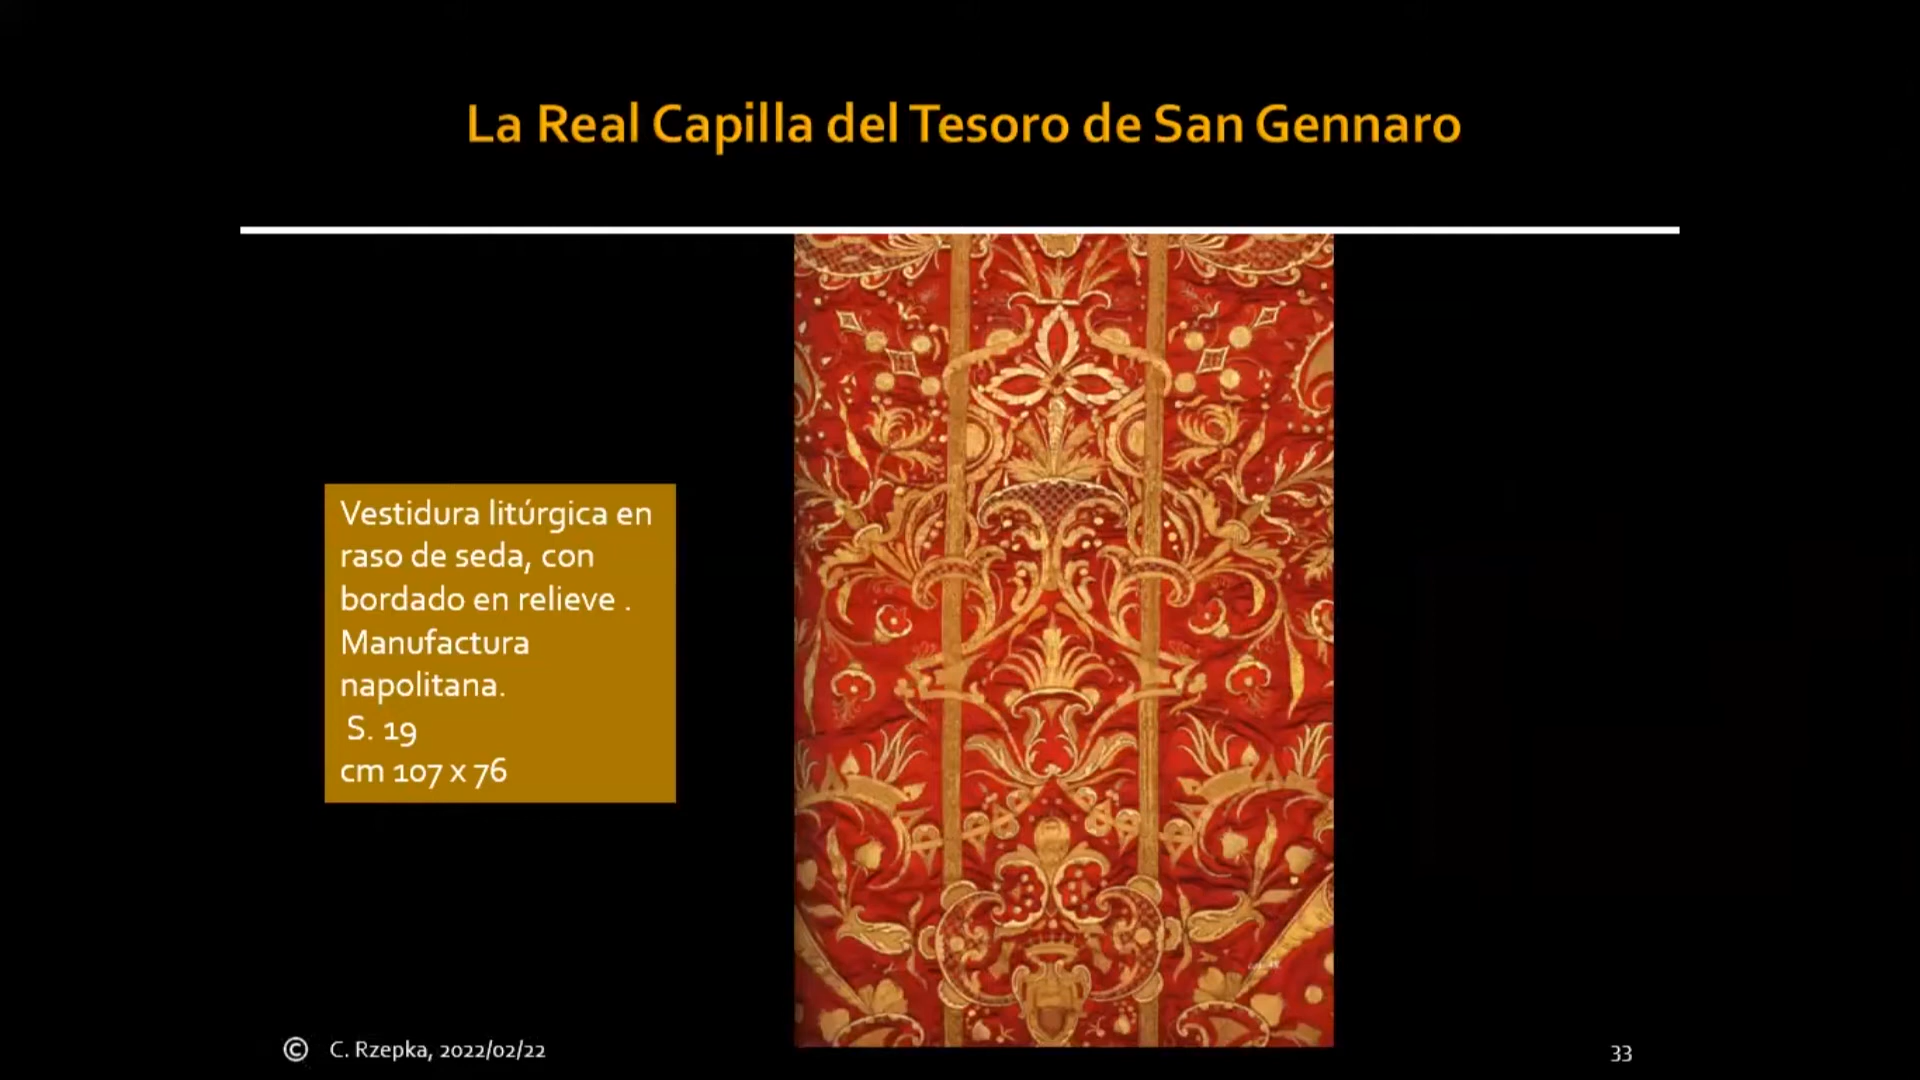 La Real Capilla del Tesoro de San Gennaro
Vestidura litúrgica en
raso de seda, con
bordado en relieve .
Manufactura
napolitana.
S. 19
cm 107 x 76
© C. Rzepka, 2022/02/22
33